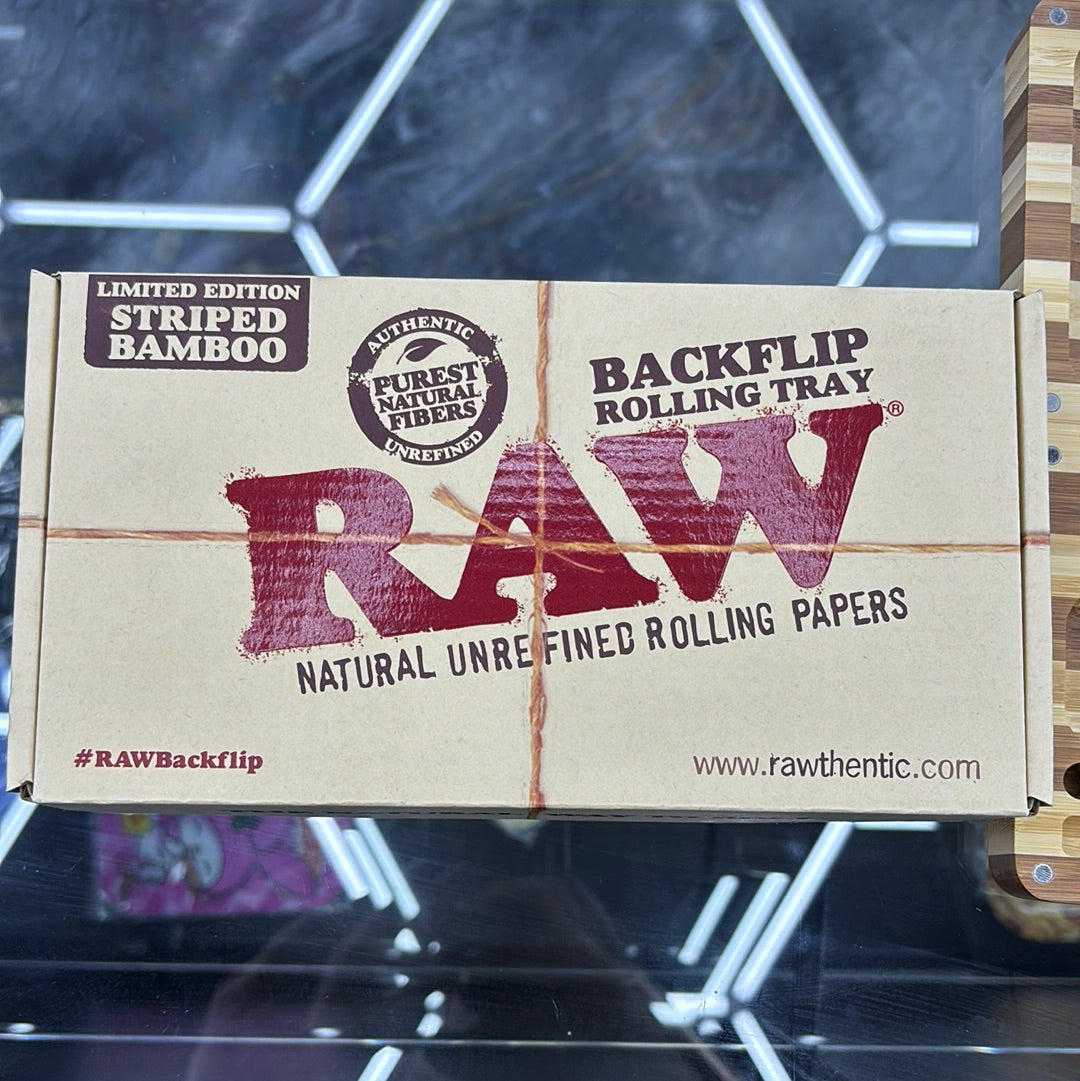 LIMITED EDITION
STRIPED
BAMBOO
AUTHENTIC
PUREST
NATURAL
FIBERS
UNREFINED
BACKFLIP
ROLLING TRAY
RAW®
NATURAL UNREFINED ROLLING PAPERS
#RAWBackflip
www.rawthentic.com